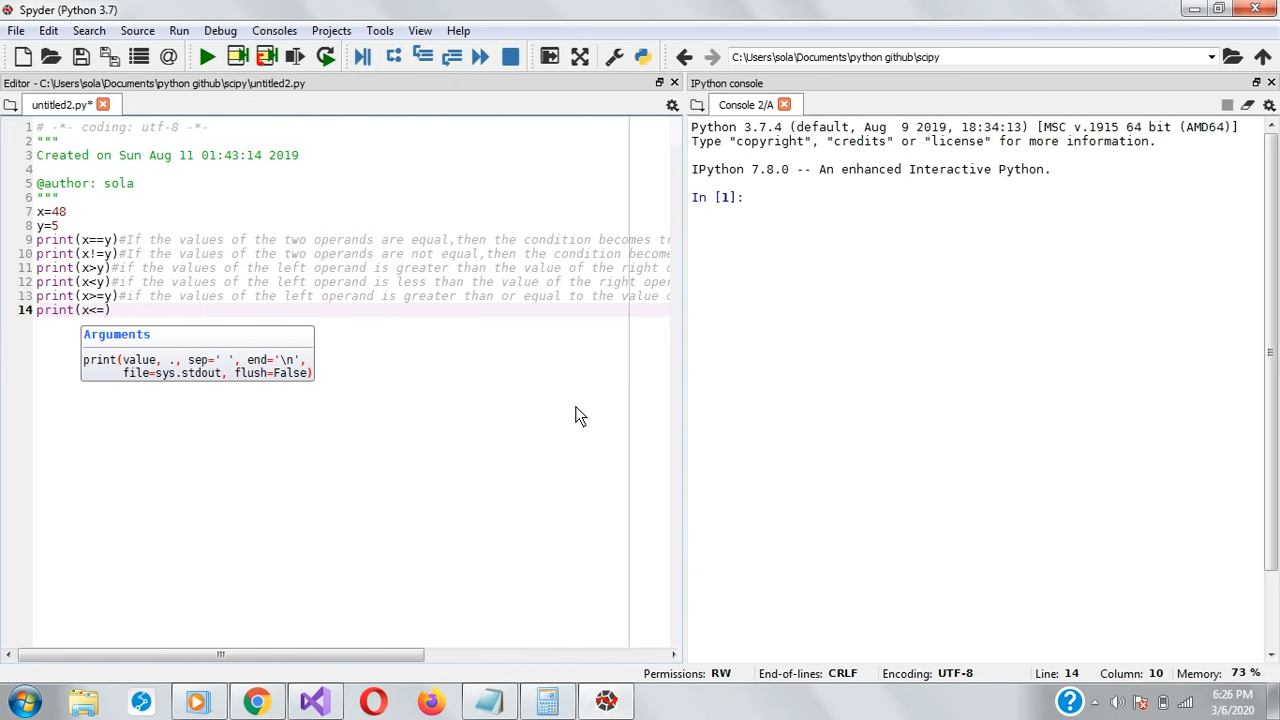 Spyder (Python 3.7)
File Edit Search Source Run Debug Consoles Projects Tools View Help
C:\Users\sola\Documents\python github\scipy
Editor - C:\Users\sola\Documents\python github\scipy\untitled2.py
IPython console
untitled2.py*
Console 2/A
1 # -*- coding: utf-8 -*-
2 """
3 Created on Sun Aug 11 01:43:14 2019
4
5 @author: sola
6 """
7 x=48
8 y=5
9 print(x==y)#If the values of the two operands are equal,then the condition becomes tr
10 print(x!=y)#If the values of the two operands are not equal,then the condition become
11 print(x>y)#if the values of the left operand is greater than the value of the right o
12 print(x<y)#if the values of the left operand is less than the value of the right oper
13 print(x>=y)#if the values of the left operand is greater than or equal to the value o
14 print(x<=)
Arguments
print(value, ., sep=' ', end='\n',
file=sys.stdout, flush=False)
Python 3.7.4 (default, Aug  9 2019, 18:34:13) [MSC v.1915 64 bit (AMD64)]
Type "copyright", "credits" or "license" for more information.
IPython 7.8.0 -- An enhanced Interactive Python.
In [1]:
Permissions: RW End-of-lines: CRLF Encoding: UTF-8 Line: 14 Column: 10 Memory: 73 %
6:26 PM
3/6/2020